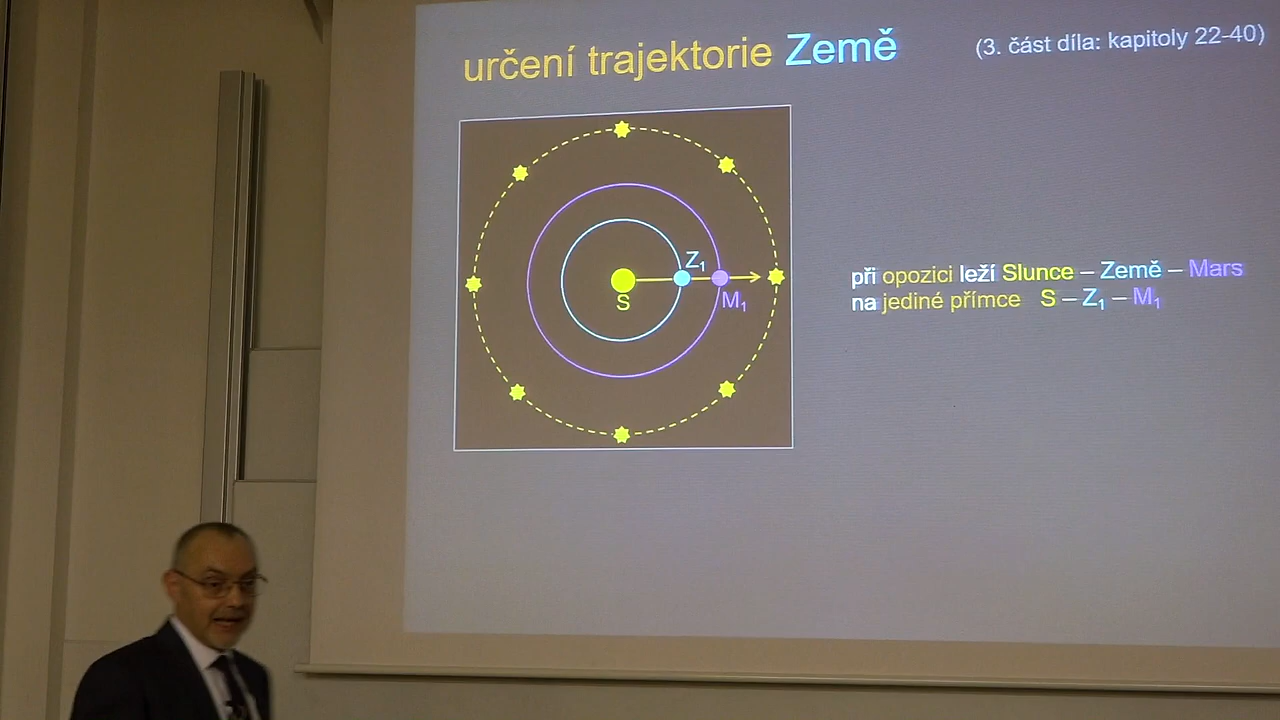 určení trajektorie Země
(3. část díla: kapitoly 22-40)
Z₁
S
M₁
při opozici leží Slunce – Země – Mars
na jediné přímce S – Z₁ – M₁